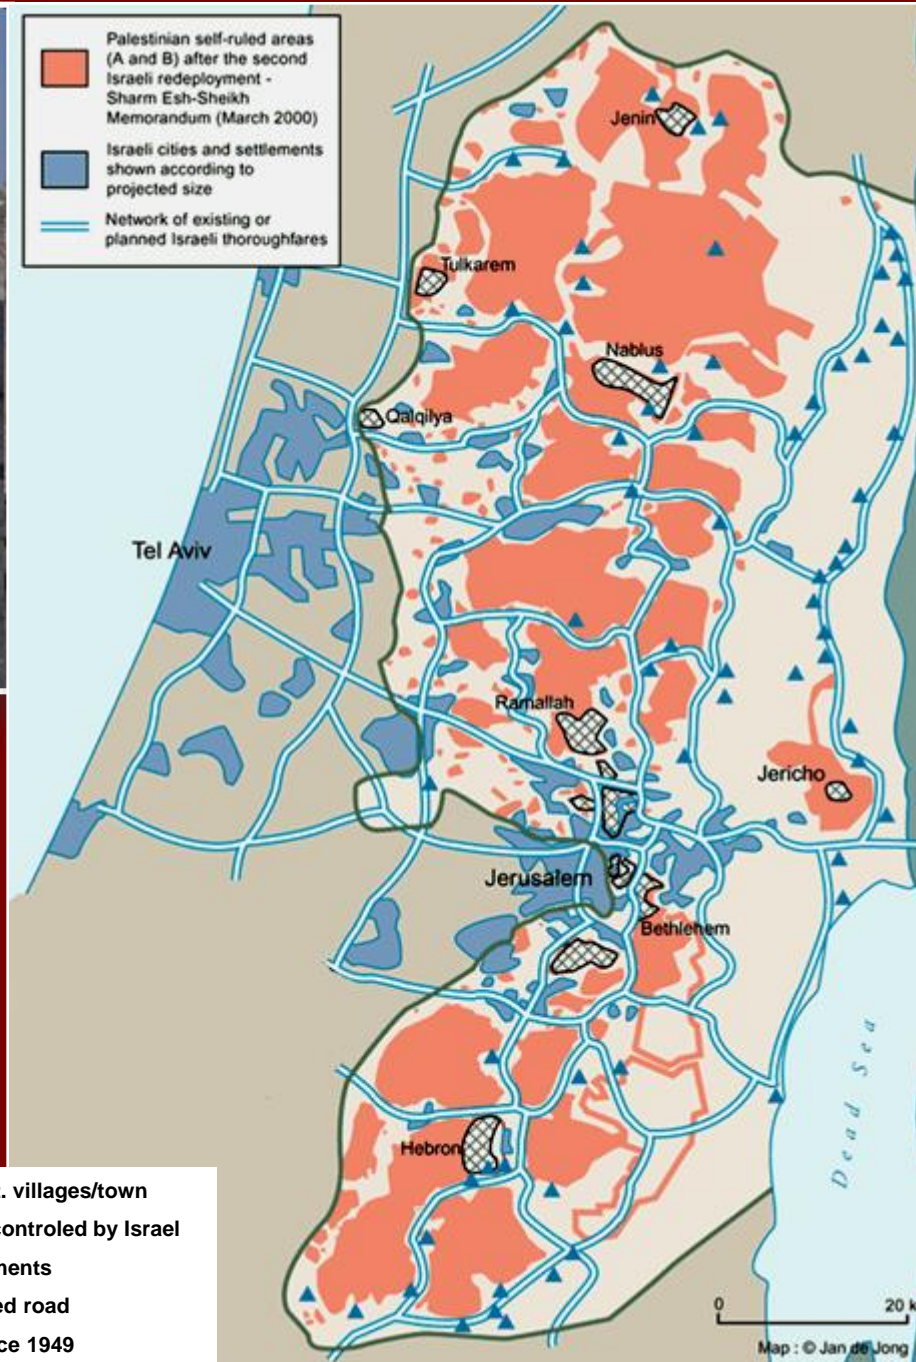 Palestinian self-ruled areas
(A and B) after the second
Israeli redeployment -
Sharm Esh-Sheikh
Memorandum (March 2000)
Israeli cities and settlements
shown according to
projected size
Network of existing or
planned Israeli thoroughfares
Jenin
Tulkarem
Nablus
Qalqilya
Tel Aviv
Ramallah
Jericho
Jerusalem
Bethlehem
Hebron
Dead Sea
villages/town
controled by Israel
road
1949
0 20 k
Map : © Jan de Jong